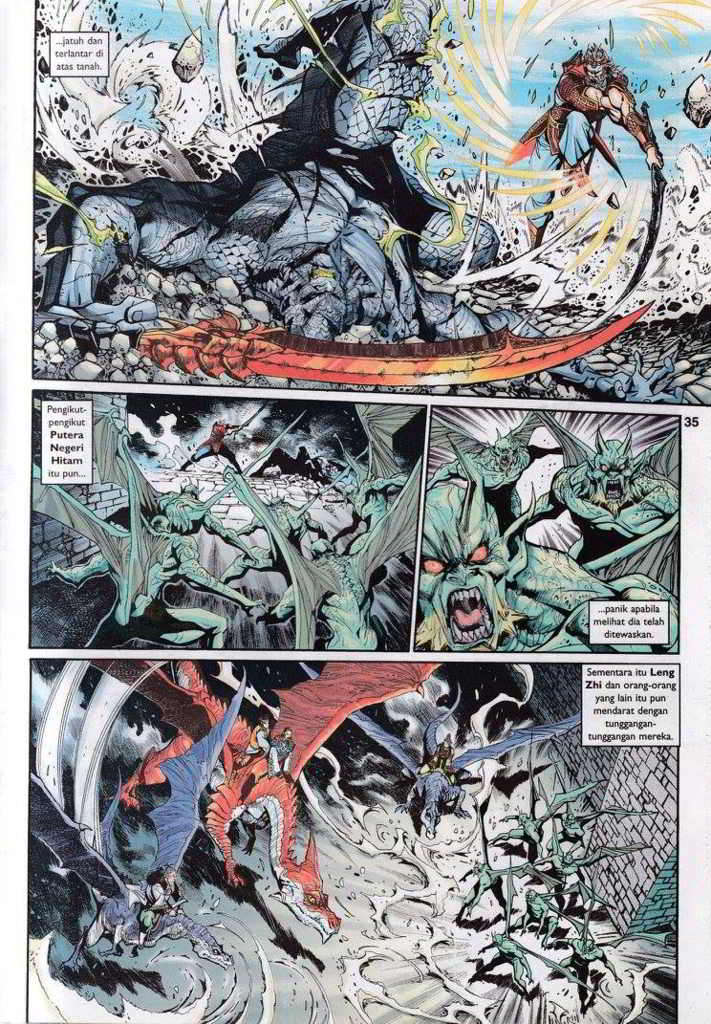 ...jatuh dan
terlantar di
atas tanah.
35
Pengikut-
pengikut
Putera
Negeri
Hitam
itu pun...
...panik apabila
melihat dia telah
ditewaskan.
Sementara itu Leng
Zhi dan orang-orang
yang lain itu pun
mendarat dengan
tunggangan-
tunggangan mereka.